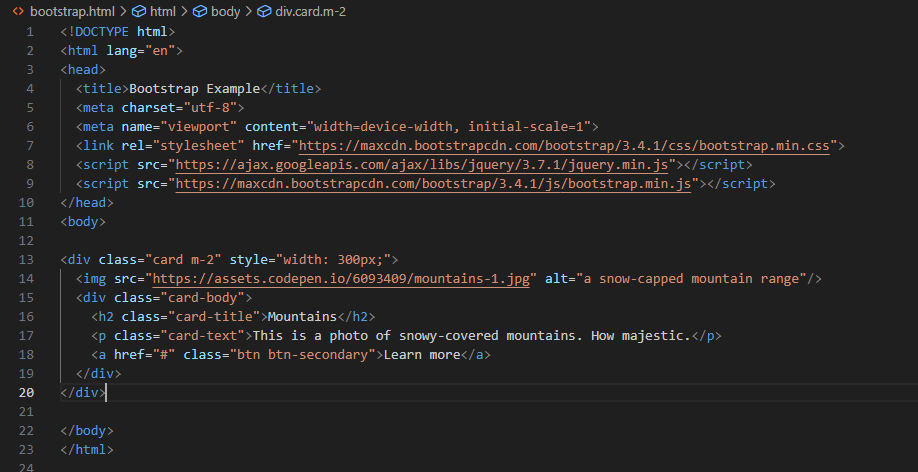 bootstrap.html > html > body > div.card.m-2
1 <!DOCTYPE html>
2 <html lang="en">
3 <head>
4   <title>Bootstrap Example</title>
5   <meta charset="utf-8">
6   <meta name="viewport" content="width=device-width, initial-scale=1">
7   <link rel="stylesheet" href="https://maxcdn.bootstrapcdn.com/bootstrap/3.4.1/css/bootstrap.min.css">
8   <script src="https://ajax.googleapis.com/ajax/libs/jquery/3.7.1/jquery.min.js"></script>
9   <script src="https://maxcdn.bootstrapcdn.com/bootstrap/3.4.1/js/bootstrap.min.js"></script>
10 </head>
11 <body>
12
13 <div class="card m-2" style="width: 300px;">
14   <img src="https://assets.codepen.io/6093409/mountains-1.jpg" alt="a snow-capped mountain range"/>
15   <div class="card-body">
16     <h2 class="card-title">Mountains</h2>
17     <p class="card-text">This is a photo of snowy-covered mountains. How majestic.</p>
18     <a href="#" class="btn btn-secondary">Learn more</a>
19   </div>
20 </div>
21
22 </body>
23 </html>
24